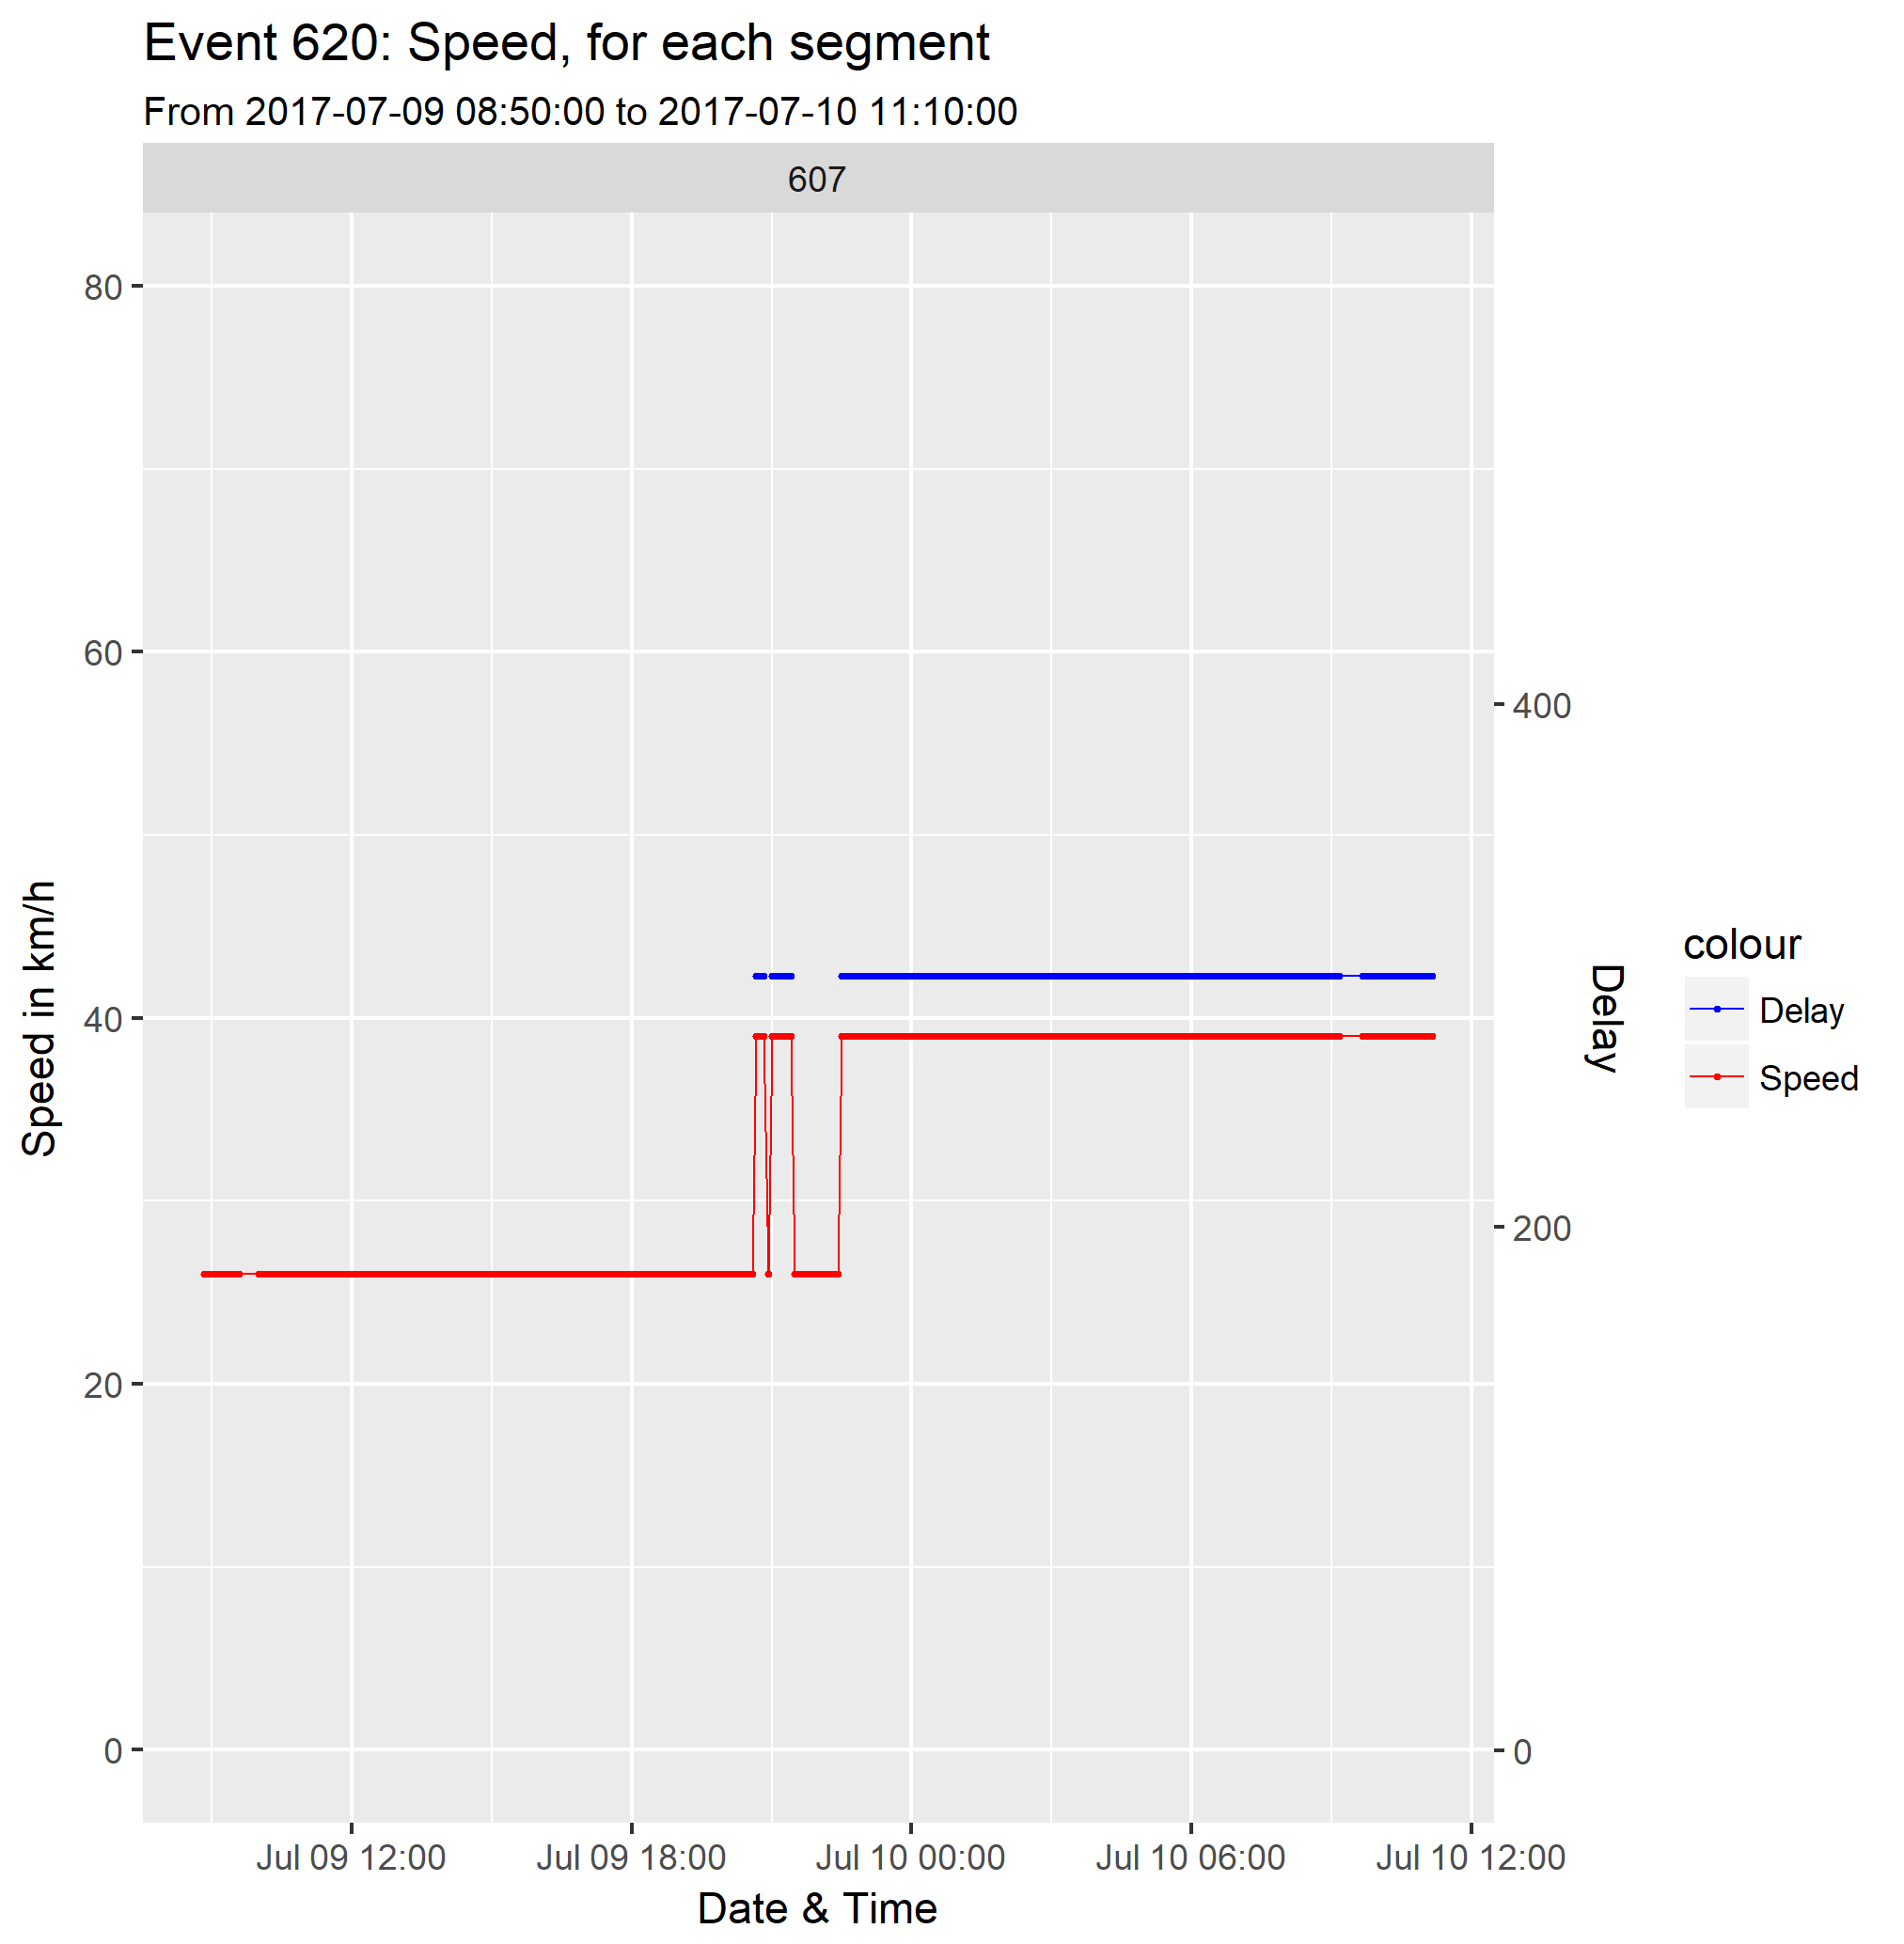 Event 620: Speed, for each segment
From 2017-07-09 08:50:00 to 2017-07-10 11:10:00
607
80
60
40
20
0
Speed in km/h
400
200
0
Delay
colour
Delay
Speed
Jul 09 12:00
Jul 09 18:00
Jul 10 00:00
Jul 10 06:00
Jul 10 12:00
Date & Time